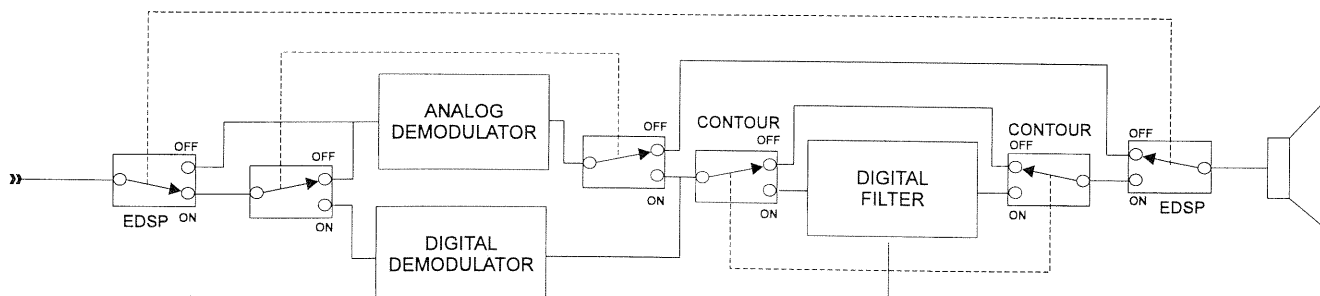 OFF
ON
EDSP
OFF
ON
ANALOG
DEMODULATOR
DIGITAL
DEMODULATOR
OFF
ON
CONTOUR
OFF
ON
DIGITAL
FILTER
CONTOUR
OFF
ON
OFF
ON
EDSP